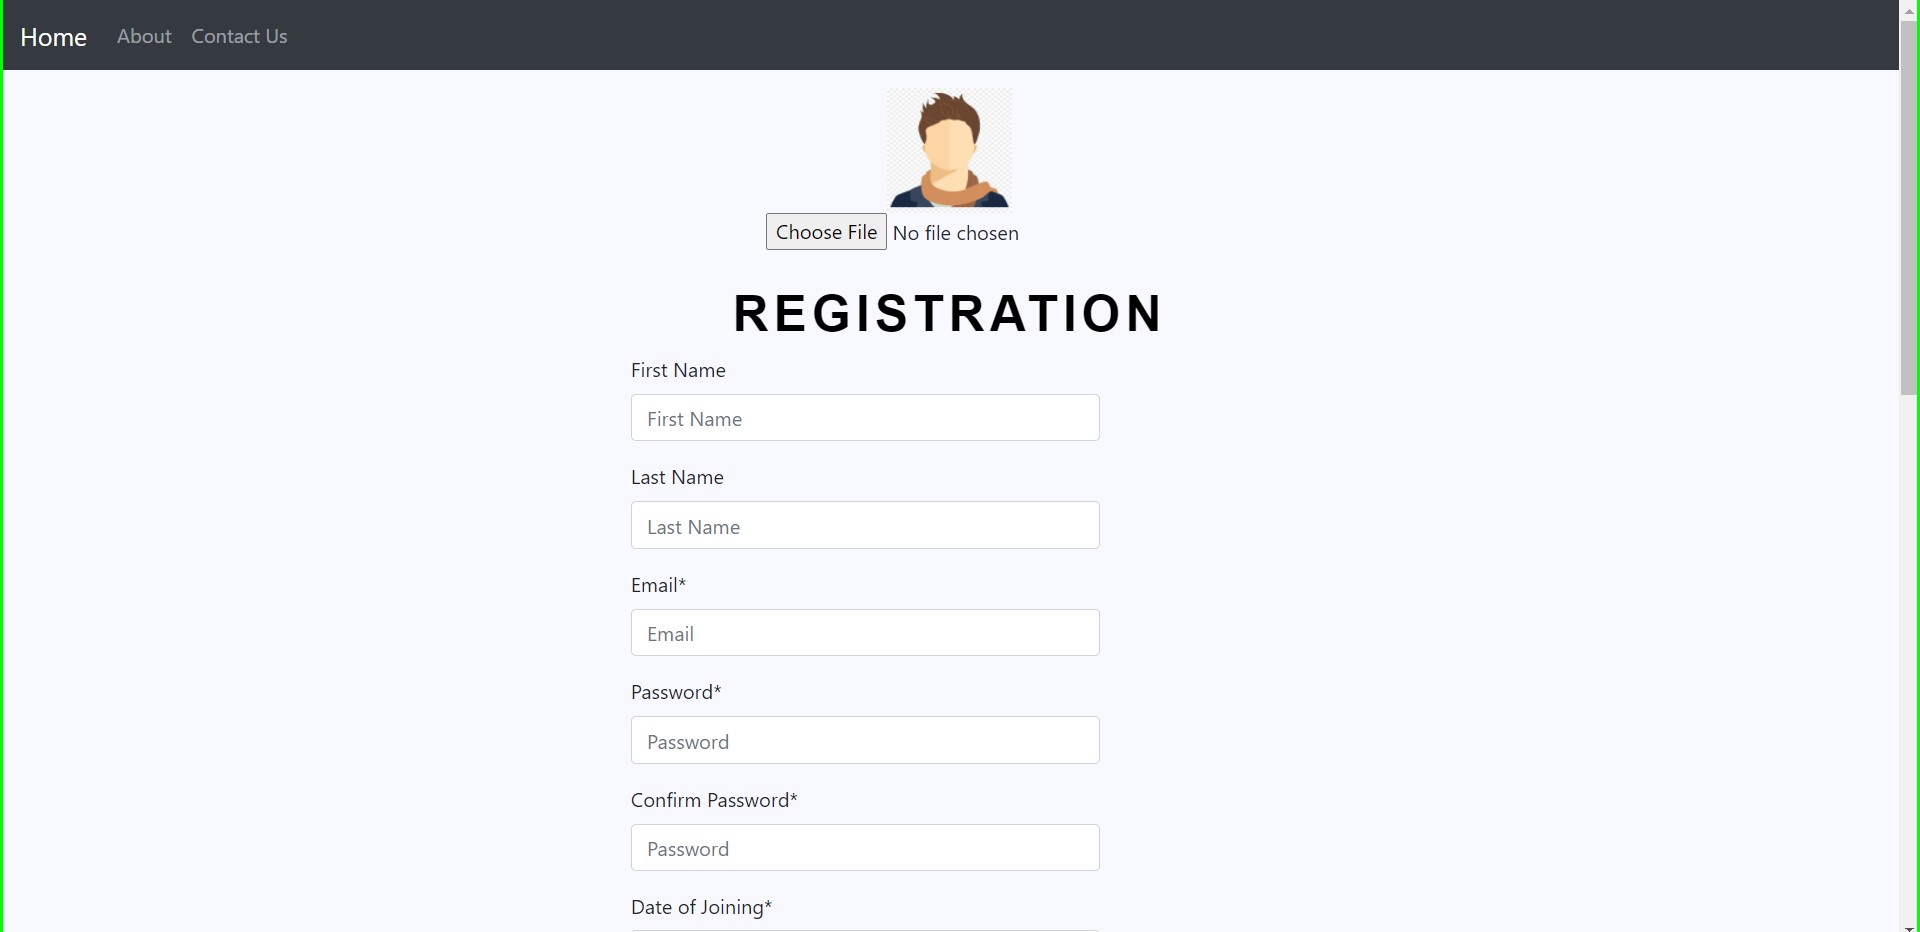 Home About Contact Us
Choose File No file chosen
REGISTRATION
First Name
First Name
Last Name
Last Name
Email*
Email
Password*
Password
Confirm Password*
Password
Date of Joining*